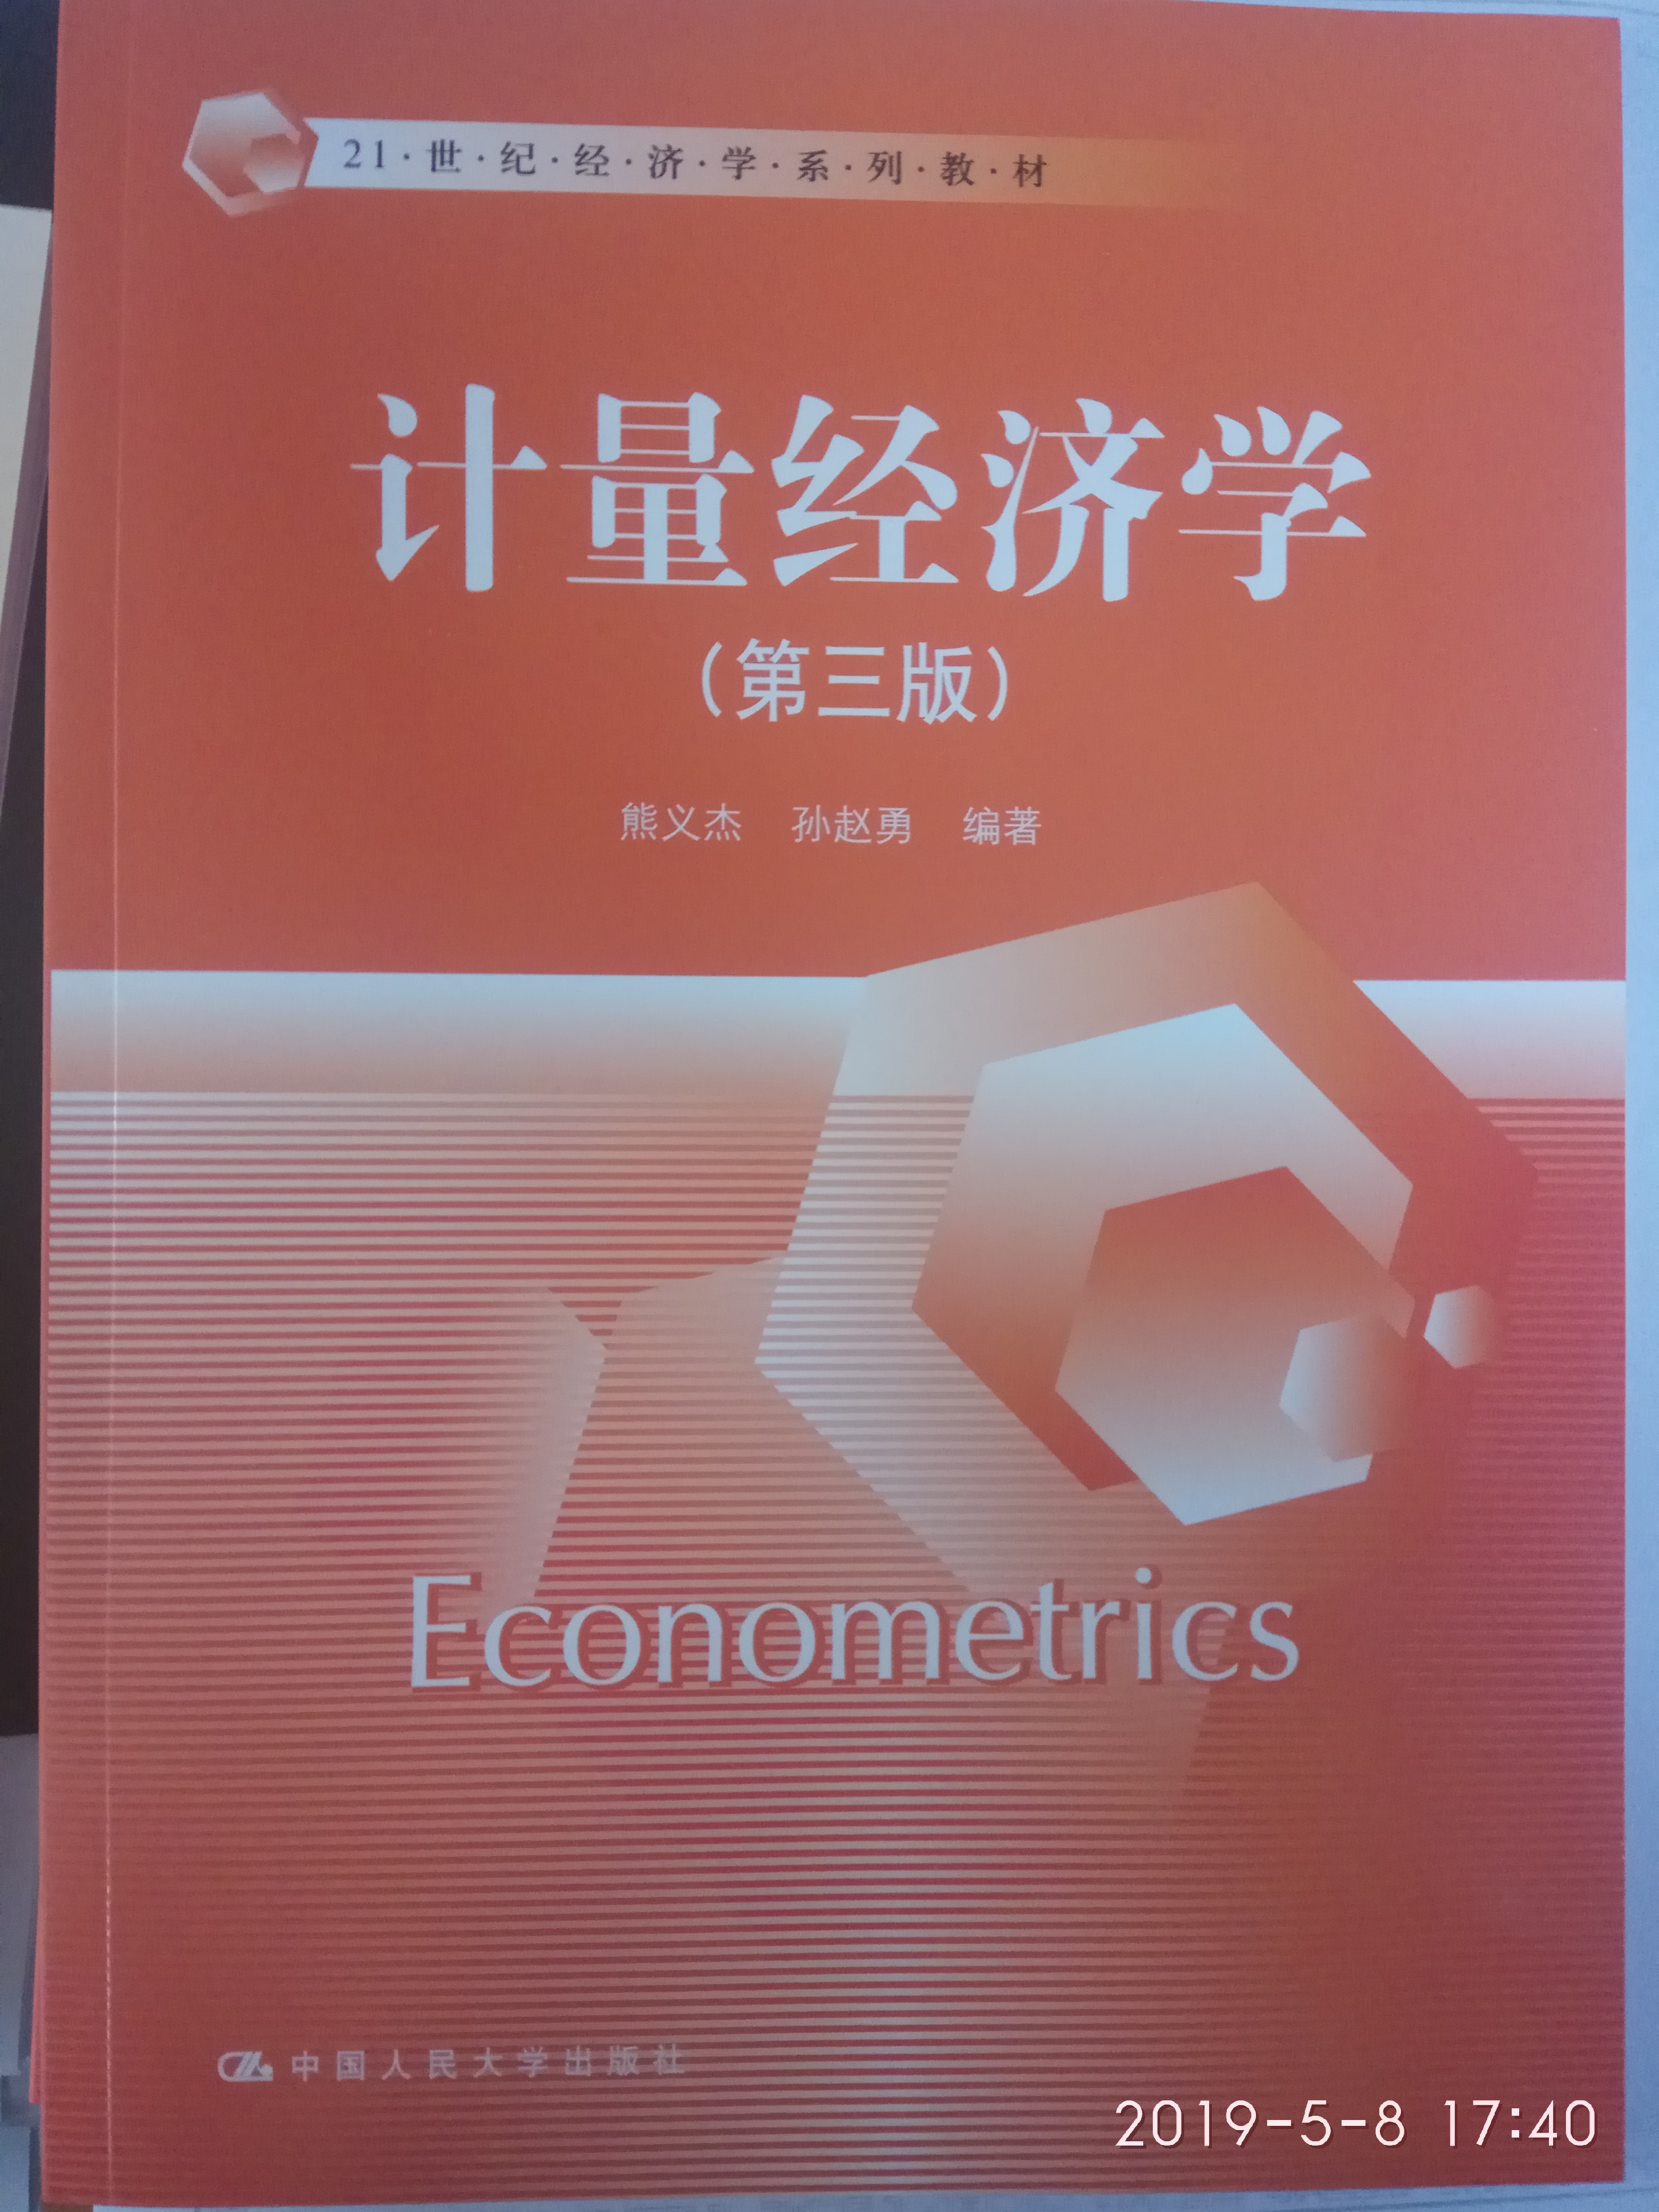 21·世·纪·经·济·学·系·列·教·材
计量经济学
（第三版）
熊义杰 孙赵勇 编著
Econometrics
中国人民大学出版社
2019-5-8 17:40